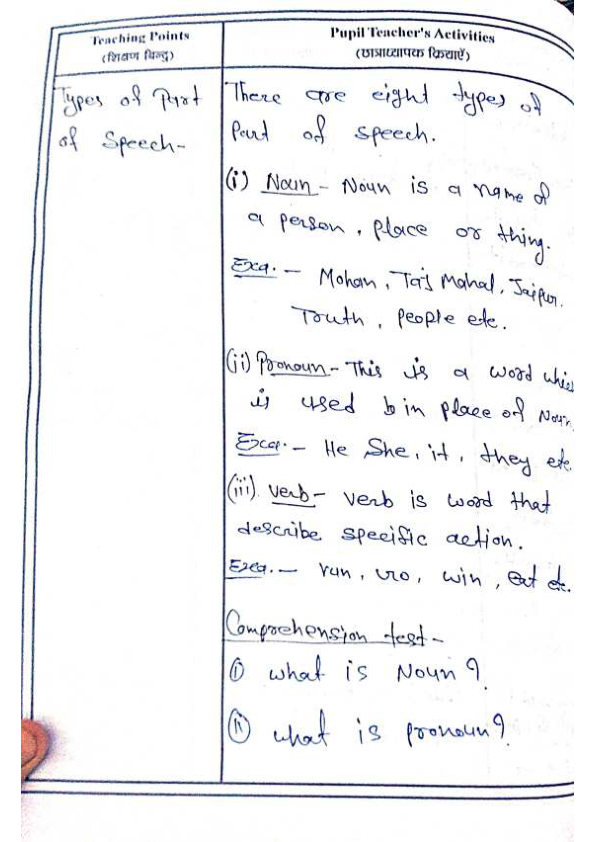 Teaching Points
(शिक्षण बिन्दु)
Pupil Teacher's Activities
(छात्राध्यापक क्रियाएँ)
Types of Part
of Speech-
There are eight types of
Part of speech.
(i) Noun - Noun is a name of
a person, place or thing.
Exa. - Mohan, Taj Mahal, Jaipur.
Truth, people etc.
(ii) Pronoun - This is a word whic
is used b in place of Noun
Exa. - He She, it, they etc.
(iii). verb - verb is word that
describe specific action.
Exa. - run, Go, win, eat etc.
Comprehension test -
(i) what is Noun?
(ii) what is pronoun?